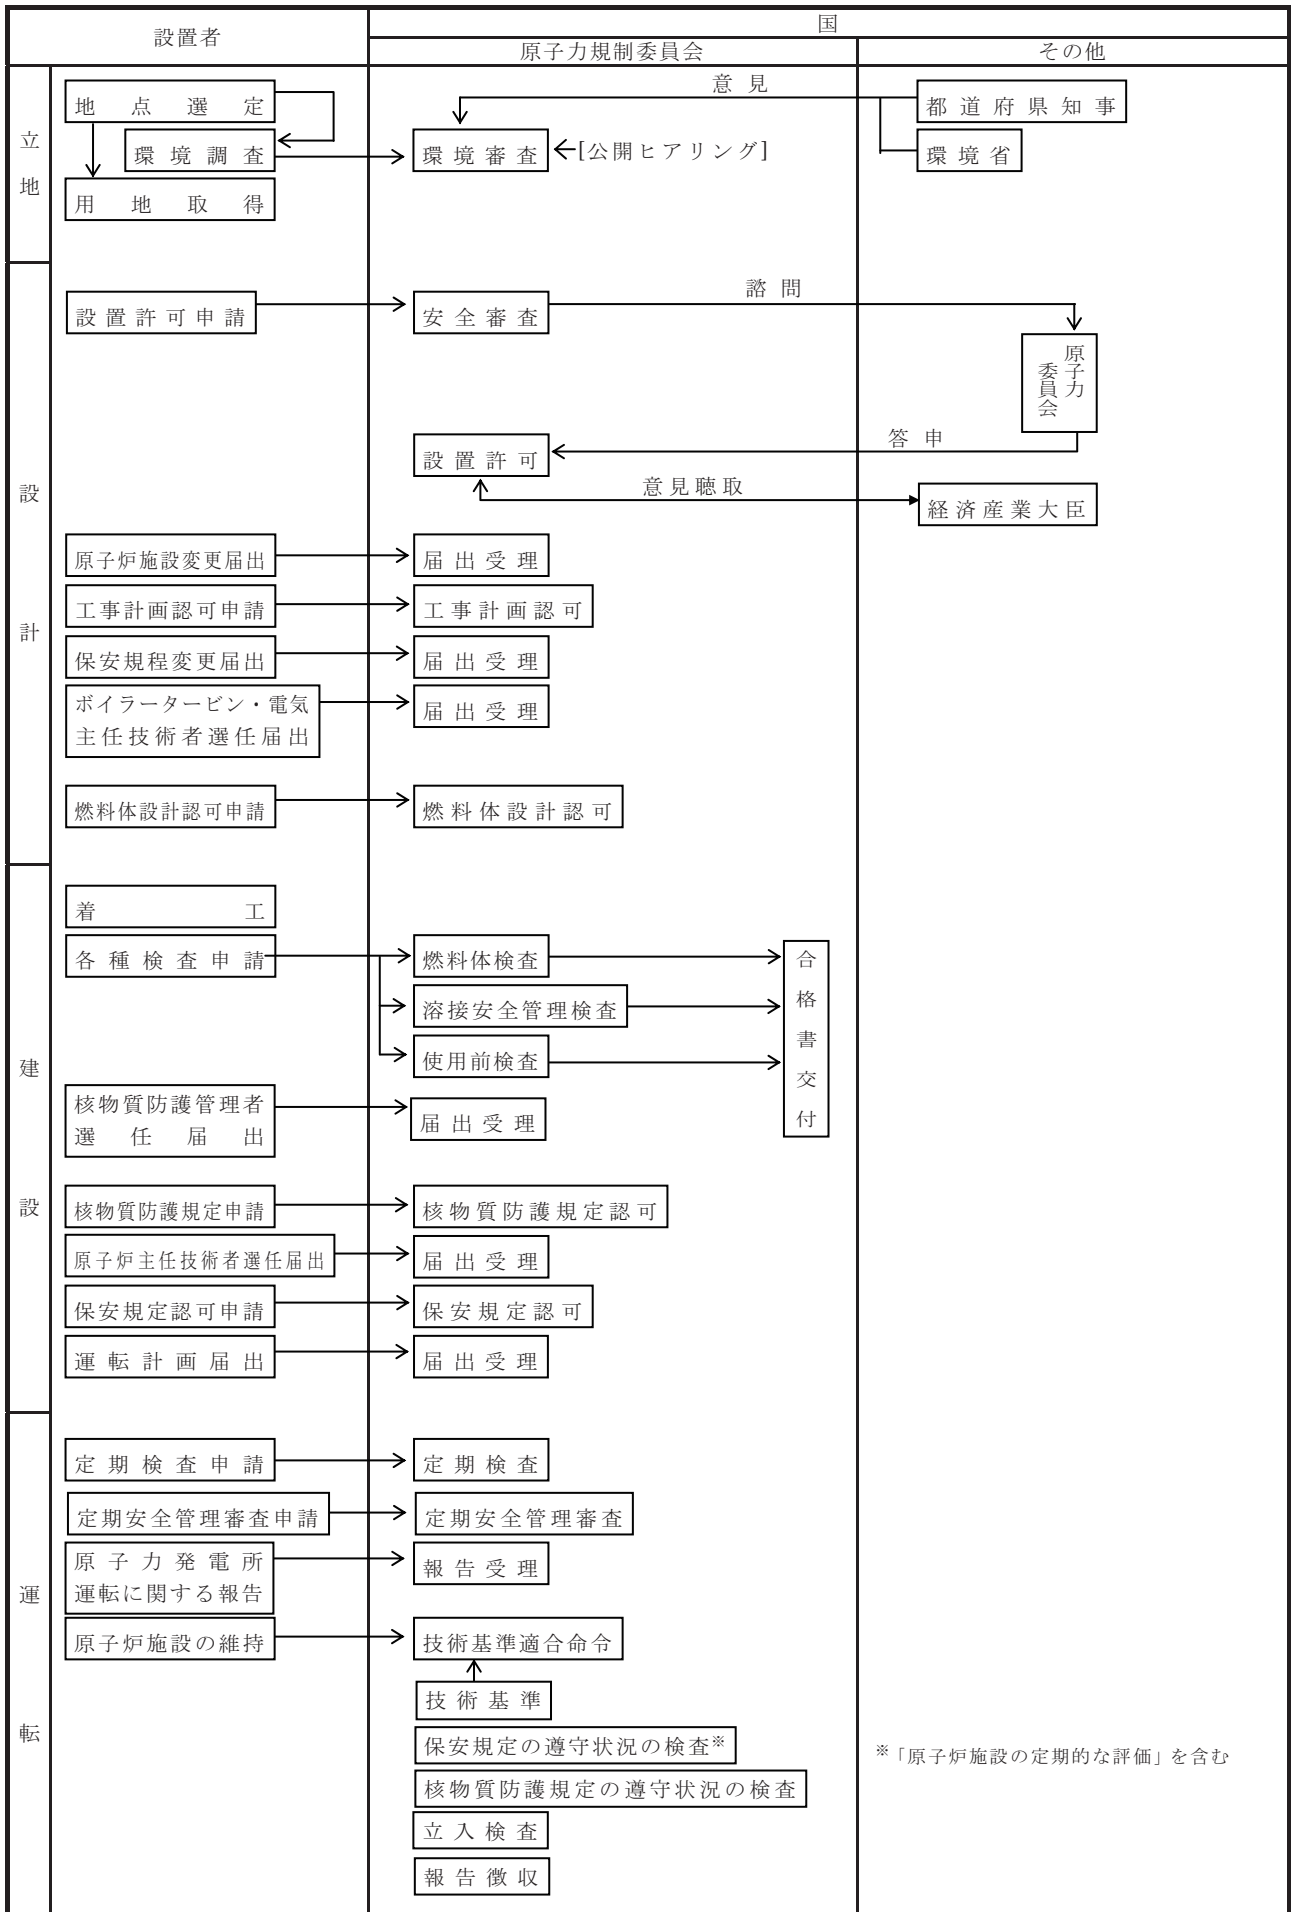 設置者
国
原子力規制委員会
その他
立地
地点選定
環境調査
用地取得
環境審査
[公開ヒアリング]
意見
都道府県知事
環境省
設計
設置許可申請
安全審査
諮問
原子力
委員会
答申
設置許可
意見聴取
経済産業大臣
原子炉施設変更届出
届出受理
工事計画認可申請
工事計画認可
保安規程変更届出
届出受理
ボイラータービン・電気
主任技術者選任届出
届出受理
燃料体設計認可申請
燃料体設計認可
建設
着工
各種検査申請
燃料体検査
溶接安全管理検査
使用前検査
合格書交付
核物質防護管理者
選任届出
届出受理
核物質防護規定申請
核物質防護規定認可
原子炉主任技術者選任届出
届出受理
保安規定認可申請
保安規定認可
運転計画届出
届出受理
運転
定期検査申請
定期検査
定期安全管理審査申請
定期安全管理審査
原子力発電所
運転に関する報告
報告受理
原子炉施設の維持
技術基準適合命令
技術基準
保安規定の遵守状況の検査※
※「原子炉施設の定期的な評価」を含む
核物質防護規定の遵守状況の検査
立入検査
報告徴収